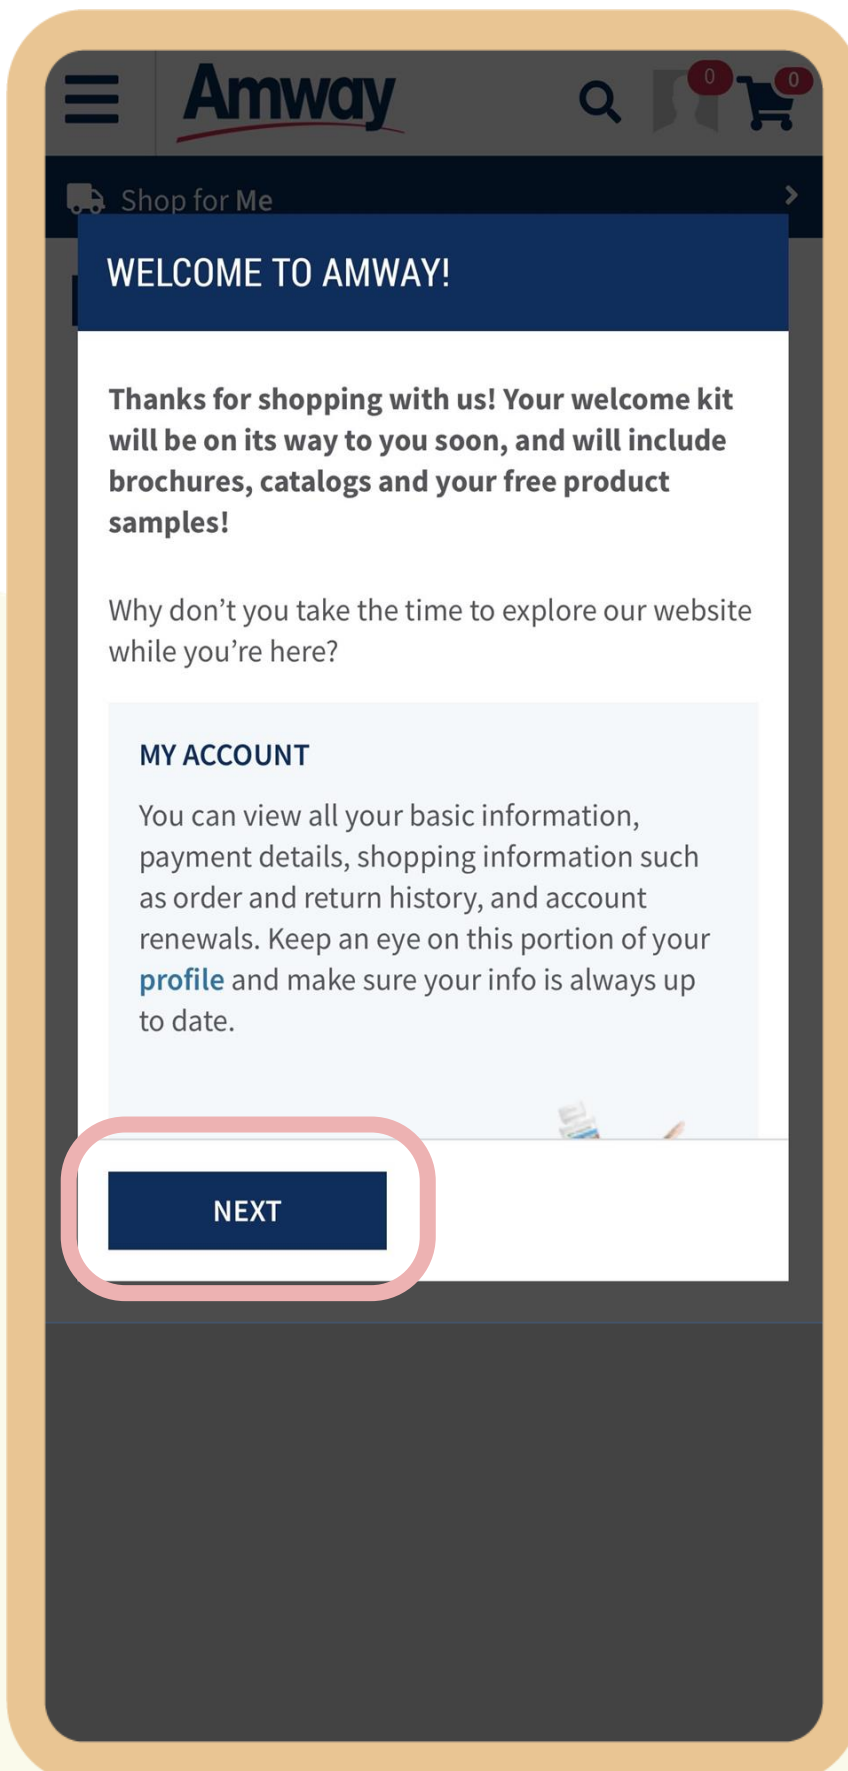 Amway
0
0
Shop for Me
WELCOME TO AMWAY!
Thanks for shopping with us! Your welcome kit
will be on its way to you soon, and will include
brochures, catalogs and your free product
samples!
Why don’t you take the time to explore our website
while you’re here?
MY ACCOUNT
You can view all your basic information,
payment details, shopping information such
as order and return history, and account
renewals. Keep an eye on this portion of your
profile and make sure your info is always up
to date.
NEXT